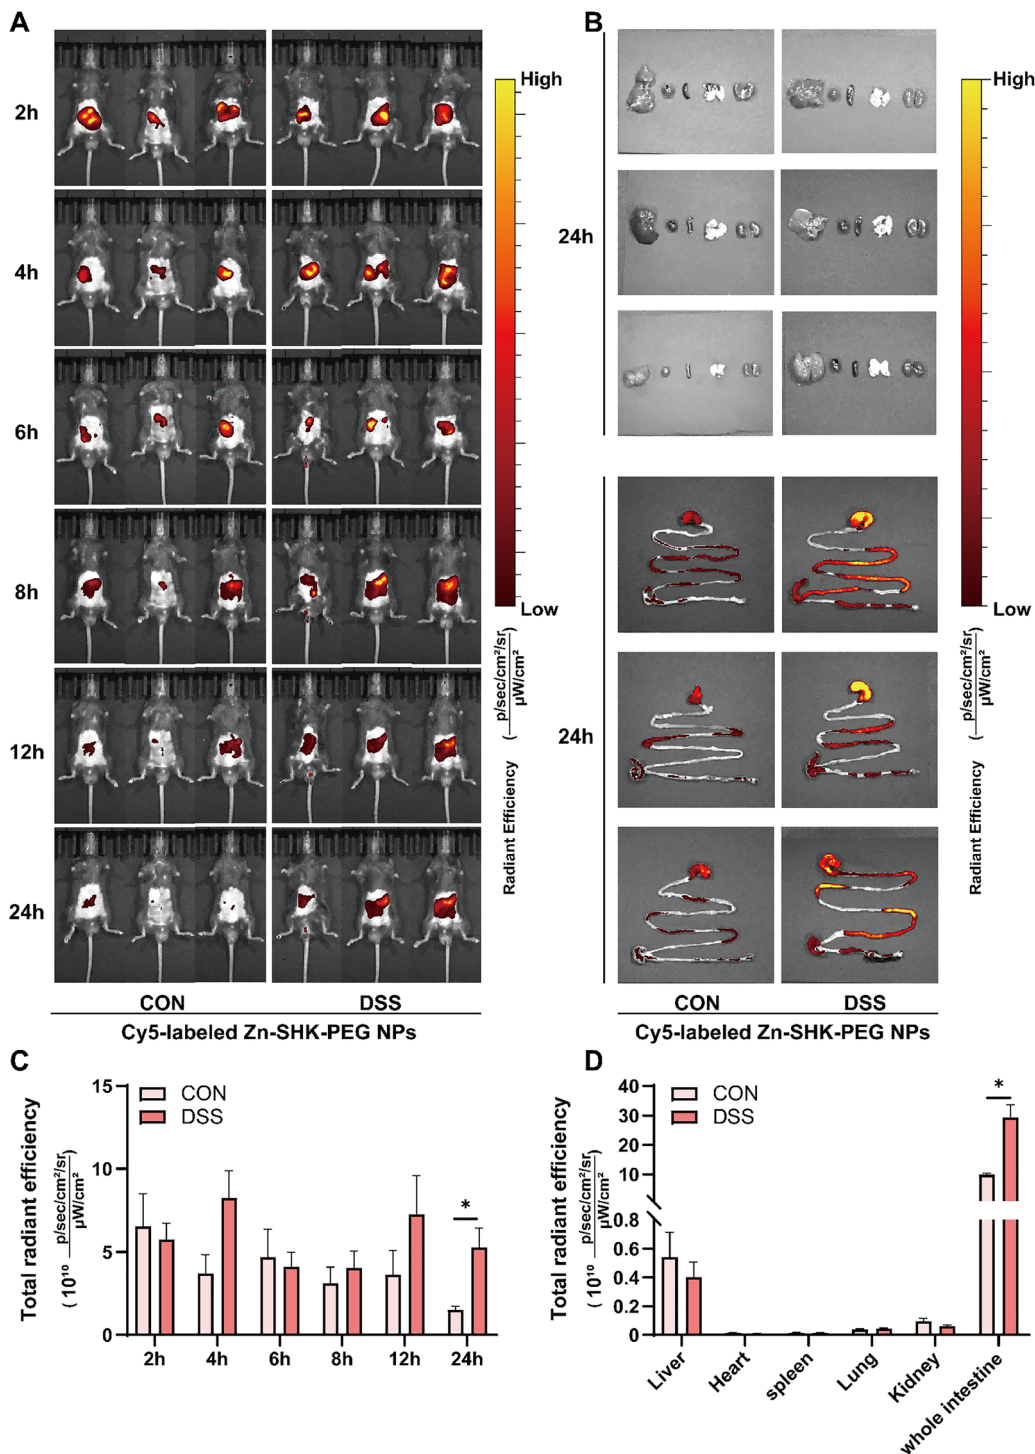 A
2h
4h
6h
8h
12h
24h
High
Low
Radiant Efficiency ( p/sec/cm²/sr / µW/cm² )
CON DSS
Cy5-labeled Zn-SHK-PEG NPs
B
24h
24h
High
Low
Radiant Efficiency ( p/sec/cm²/sr / µW/cm² )
CON DSS
Cy5-labeled Zn-SHK-PEG NPs
C
Total radiant efficiency
( 10¹⁰ p/sec/cm²/sr / µW/cm² )
15
10
5
0
CON
DSS
*
2h 4h 6h 8h 12h 24h
D
Total radiant efficiency
( 10¹⁰ p/sec/cm²/sr / µW/cm² )
40
30
20
10
0.8
0.6
0.4
0.2
0
CON
DSS
*
Liver Heart spleen Lung Kidney whole intestine